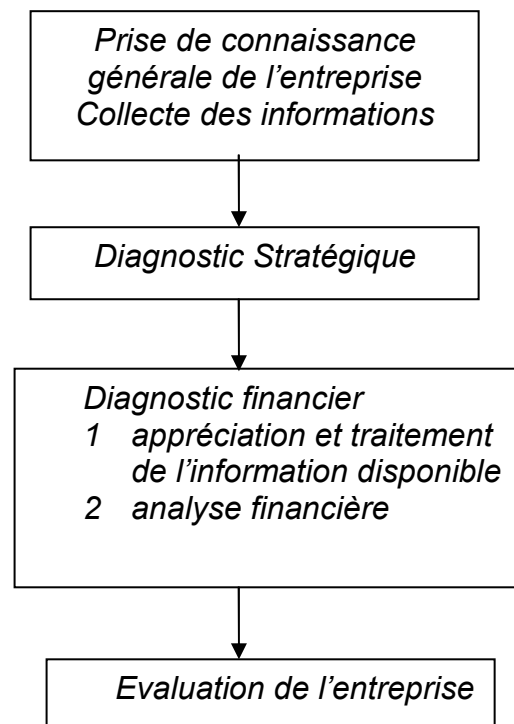 Prise de connaissance
générale de l’entreprise
Collecte des informations
Diagnostic Stratégique
Diagnostic financier
1 appréciation et traitement
de l’information disponible
2 analyse financière
Evaluation de l’entreprise